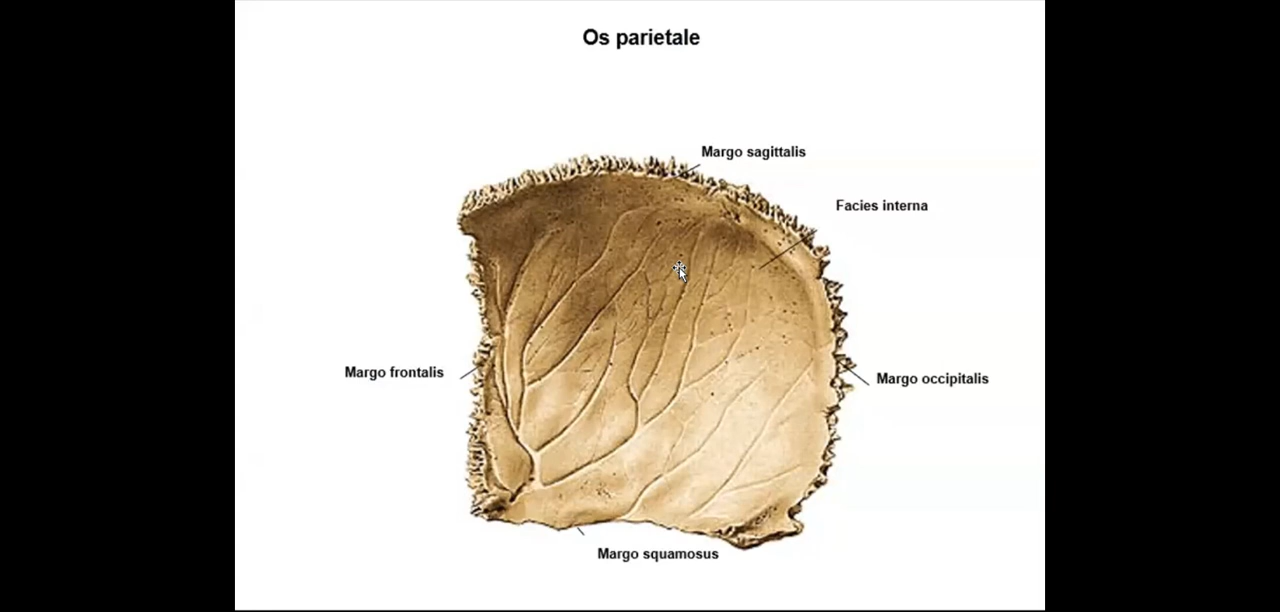 Os parietale
Margo sagittalis
Facies interna
Margo frontalis
Margo occipitalis
Margo squamosus